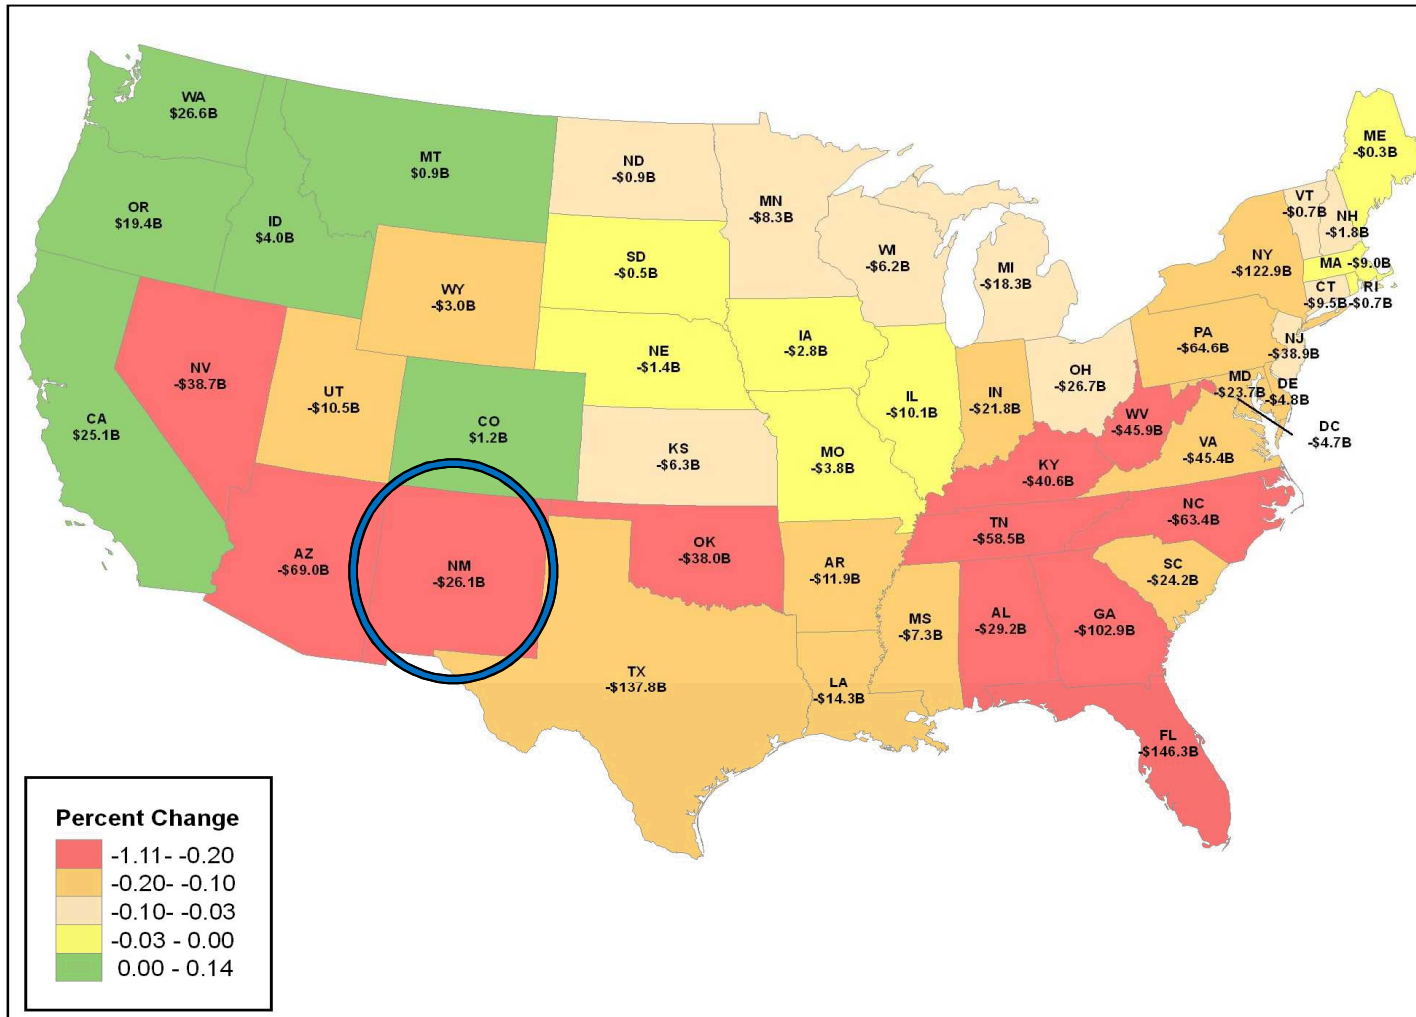 WA
$26.6B
MT
$0.9B
OR
$19.4B
ID
$4.0B
ND
-$0.9B
MN
-$8.3B
ME
-$0.3B
VT
-$0.7B
NH
-$1.8B
WI
-$6.2B
MI
-$18.3B
NY
-$122.9B
MA -$9.0B
CT
-$9.5B
RI
-$0.7B
SD
-$0.5B
WY
-$3.0B
IA
-$2.8B
NE
-$1.4B
PA
-$64.6B
NJ
-$38.9B
NV
-$38.7B
UT
-$10.5B
CO
$1.2B
CA
$25.1B
KS
-$6.3B
MO
-$3.8B
IL
-$10.1B
IN
-$21.8B
OH
-$26.7B
WV
-$45.9B
MD
-$23.7B
DE
-$4.8B
DC
-$4.7B
VA
-$45.4B
KY
-$40.6B
NC
-$63.4B
TN
-$58.5B
AZ
-$69.0B
NM
-$26.1B
OK
-$38.0B
AR
-$11.9B
SC
-$24.2B
MS
-$7.3B
AL
-$29.2B
GA
-$102.9B
TX
-$137.8B
LA
-$14.3B
FL
-$146.3B
Percent Change
-1.11- -0.20
-0.20- -0.10
-0.10- -0.03
-0.03 - 0.00
0.00 - 0.14